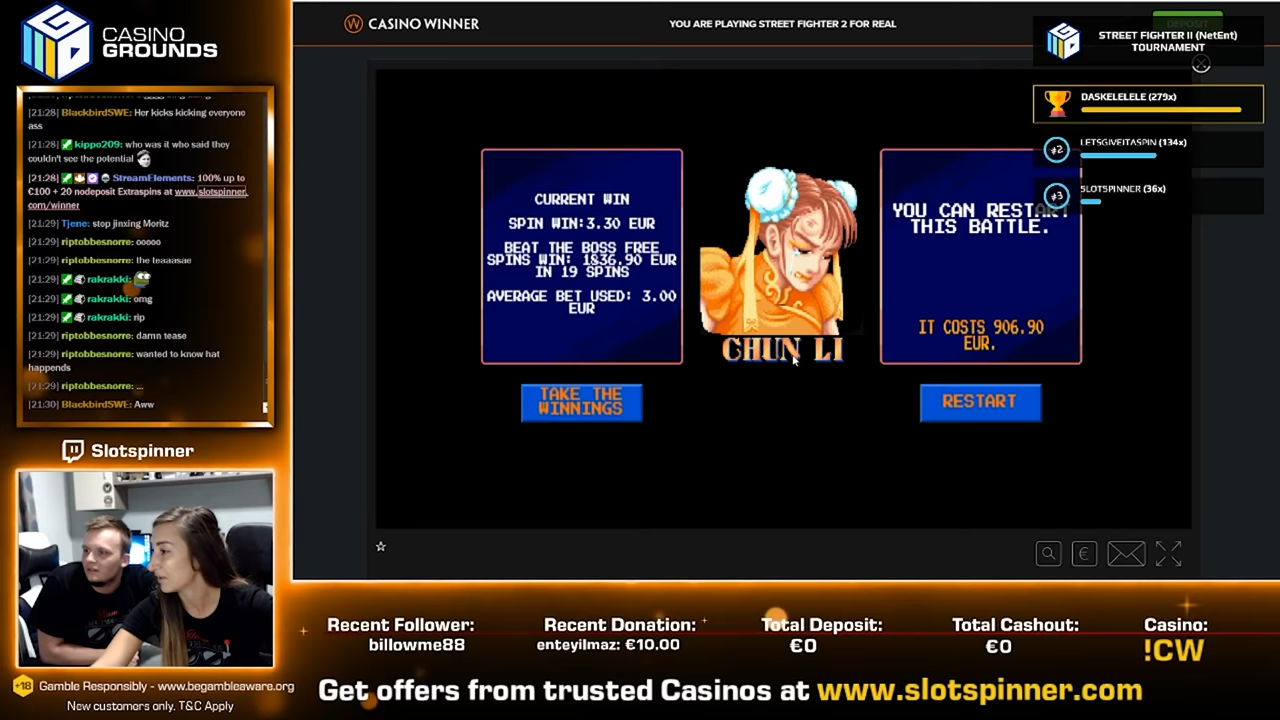 CASINO
GROUNDS
ass
[21:28] BlackbirdSWE: Her kicks kicking everyone
[21:28] kippo209: who was it who said they
couldn't see the potential
[21:28] StreamElements: 100% up to
€100 + 20 nodeposit Extraspins at www.slotspinner.
com/winner
[21:29] Tjene: stop jinxing Moritz
[21:29] riptobbesnorre: ooooo
[21:29] riptobbesnorre: the teaaasae
[21:29] rakrakki:
[21:29] rakrakki: omg
[21:29] rakrakki: rip
[21:29] riptobbesnorre: damn tease
[21:29] riptobbesnorre: wanted to know hat
happends
[21:29] riptobbesnorre: ...
[21:30] BlackbirdSWE: Aww
Slotspinner
+18 Gamble Responsibly - www.begambleaware.org
New customers only. T&C Apply
CASINO WINNER
YOU ARE PLAYING STREET FIGHTER 2 FOR REAL
DEPOSIT
STREET FIGHTER II (NetEnt)
TOURNAMENT
DASKELELELE (279x)
#2 LETSGIVEITASPIN (134x)
#3 SLOTSPINNER (36x)
CURRENT WIN
SPIN WIN:3.30 EUR
BEAT THE BOSS FREE
SPINS WIN: 1836.90 EUR
IN 19 SPINS
AVERAGE BET USED: 3.00
EUR
TAKE THE
WINNINGS
CHUN LI
YOU CAN RESTART
THIS BATTLE.
IT COSTS 906.90
EUR.
RESTART
Recent Follower:
billowme88
Recent Donation:
enteyilmaz: €10.00
Total Deposit:
€0
Total Cashout:
€0
Casino:
!CW
Get offers from trusted Casinos at www.slotspinner.com